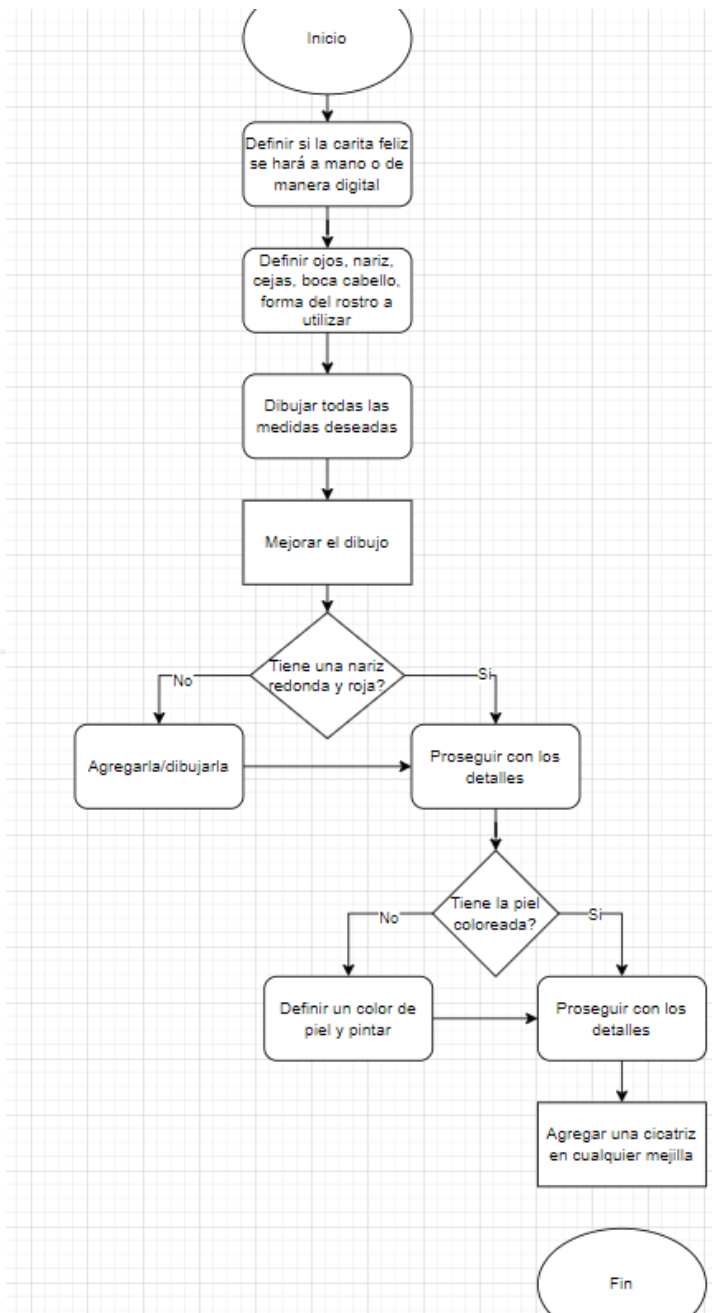 Inicio
Definir si la carita feliz
se hará a mano o de
manera digital
Definir ojos, nariz,
cejas, boca cabello,
forma del rostro a
utilizar
Dibujar todas las
medidas deseadas
Mejorar el dibujo
Tiene una nariz
redonda y roja?
No
Si
Agregarla/dibujarla
Proseguir con los
detalles
Tiene la piel
coloreada?
No
Si
Definir un color de
piel y pintar
Proseguir con los
detalles
Agregar una cicatriz
en cualquier mejilla
Fin